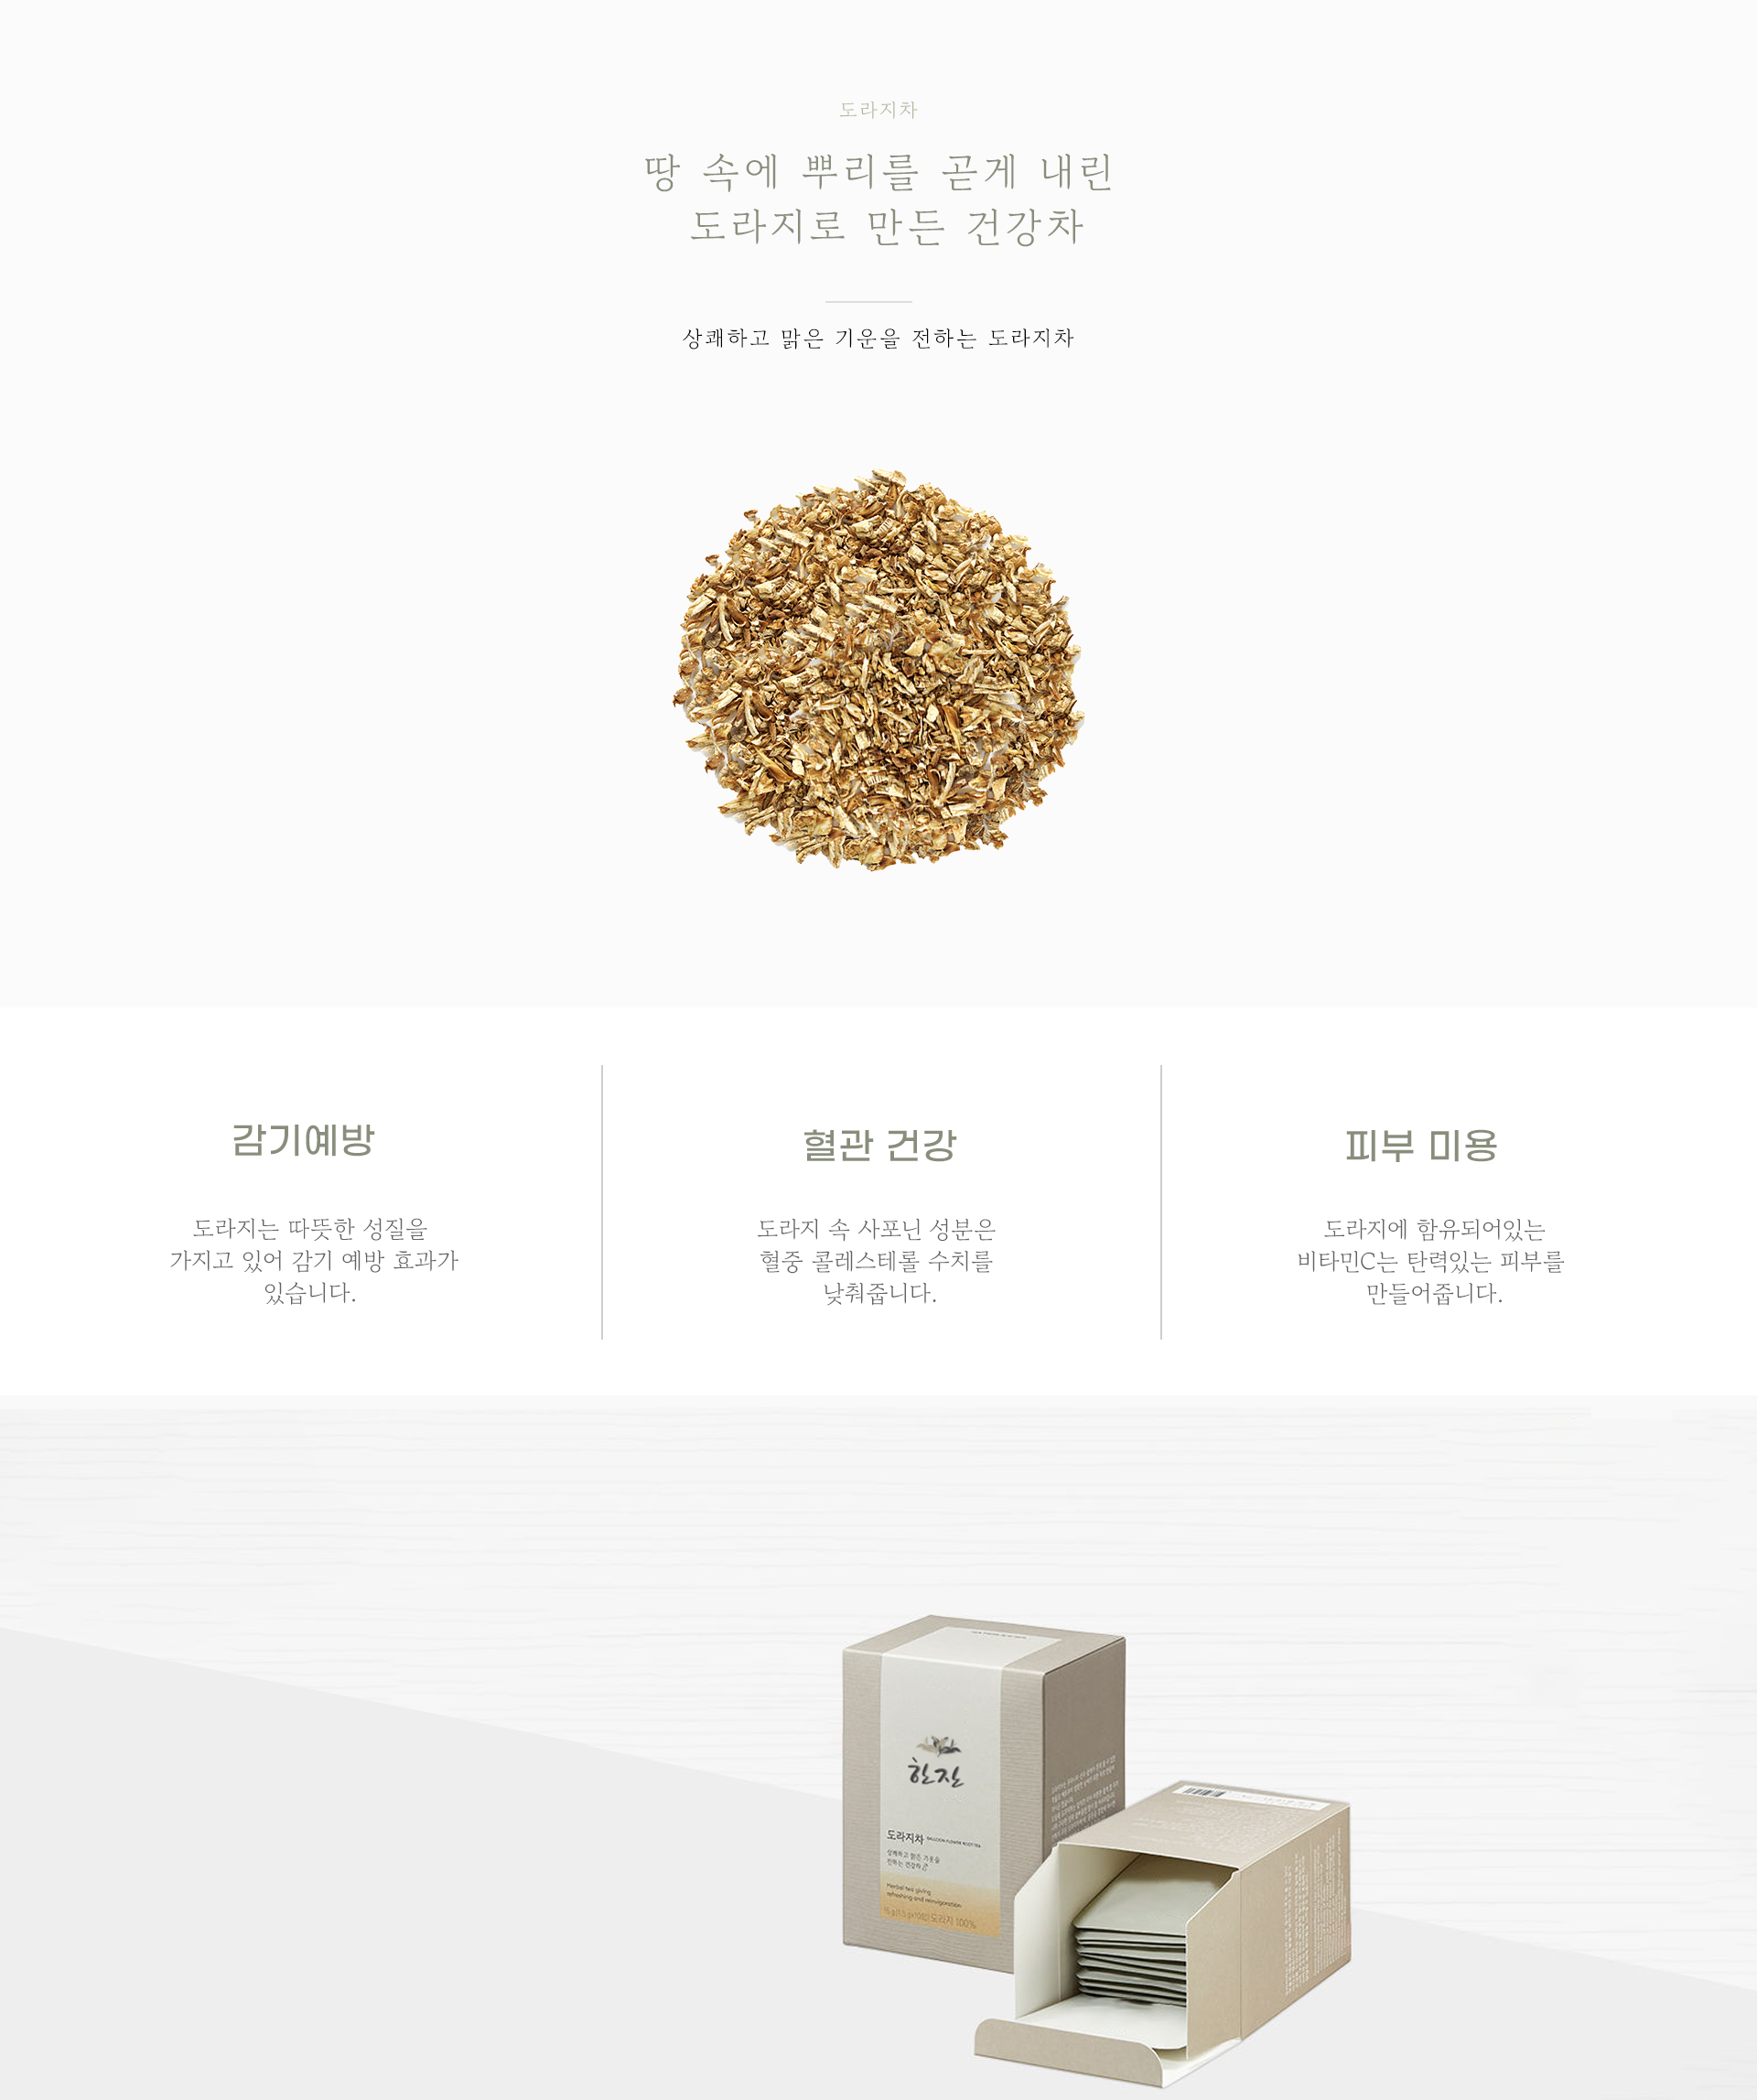 도라지차
땅 속에 뿌리를 곧게 내린
도라지로 만든 건강차
상쾌하고 맑은 기운을 전하는 도라지차
감기예방
도라지는 따뜻한 성질을
가지고 있어 감기 예방 효과가
있습니다.
혈관 건강
도라지 속 사포닌 성분은
혈중 콜레스테롤 수치를
낮춰줍니다.
피부 미용
도라지에 함유되어있는
비타민C는 탄력있는 피부를
만들어줍니다.
한잔
도라지차 BALLOON FLOWER ROOT TEA
상쾌하고 맑은 기운을
전하는 건강차
Herbal tea giving
refreshing and reinvigoration
도라지 100%